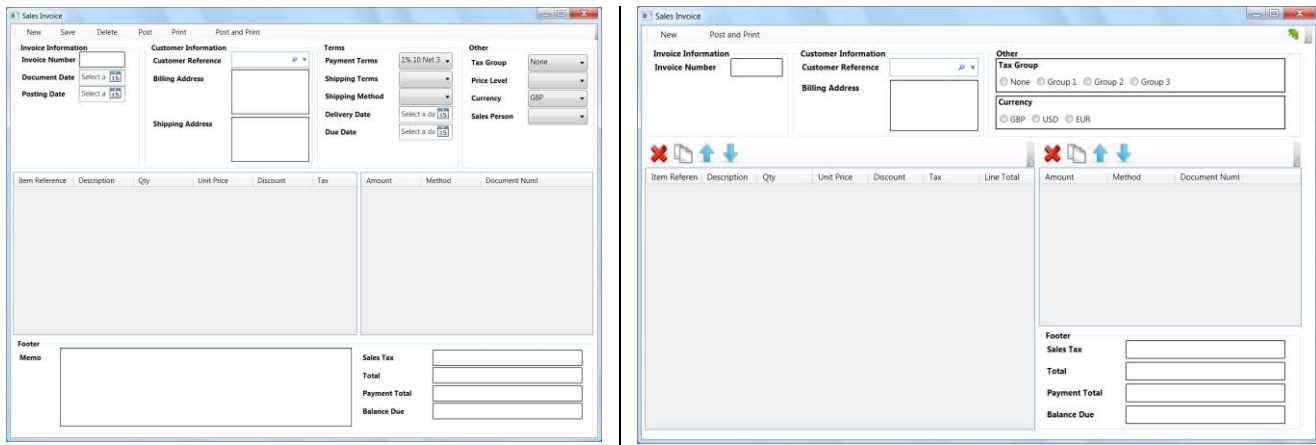 Sales Invoice
New Save Delete Post Print Post and Print
Invoice Information
Invoice Number
Document Date Select a 15
Posting Date Select a 15
Customer Information
Customer Reference
Billing Address
Shipping Address
Terms
Payment Terms 1% 10 Net 3
Shipping Terms
Shipping Method
Delivery Date Select a da 15
Due Date Select a da 15
Other
Tax Group None
Price Level
Currency GBP
Sales Person
Item Reference Description Qty Unit Price Discount Tax
Amount Method Document Numl
Footer
Memo
Sales Tax
Total
Payment Total
Balance Due
Sales Invoice
New Post and Print
Invoice Information
Invoice Number
Customer Information
Customer Reference
Billing Address
Other
Tax Group
None Group 1 Group 2 Group 3
Currency
GBP USD EUR
Item Referen Description Qty Unit Price Discount Tax Line Total
Amount Method Document Numl
Footer
Sales Tax
Total
Payment Total
Balance Due